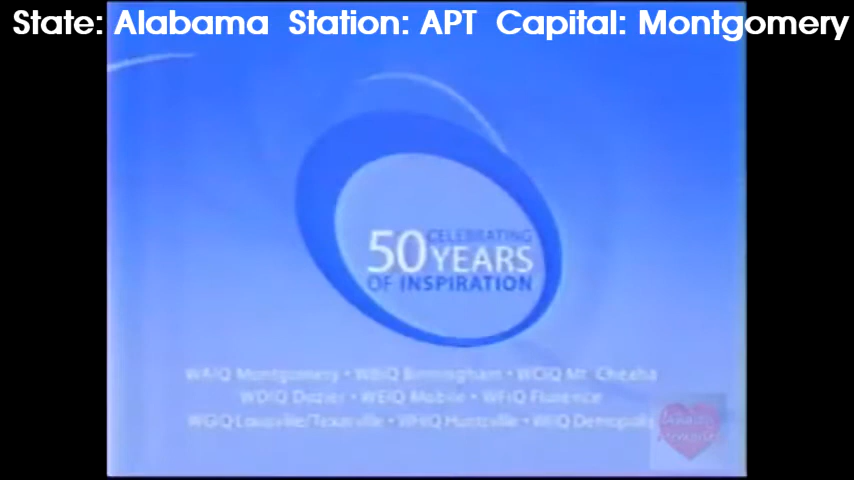 State: Alabama Station: APT Capital: Montgomery
50 CELEBRATING
YEARS
OF INSPIRATION
WAIQ Montgomery • WBIQ Birmingham • WCIQ Mt. Cheaha
WDIQ Dozier • WEIQ Mobile • WFIQ Florence
WGIQ Louisville/ • WHIQ Huntsville • WIIQ Demopolis